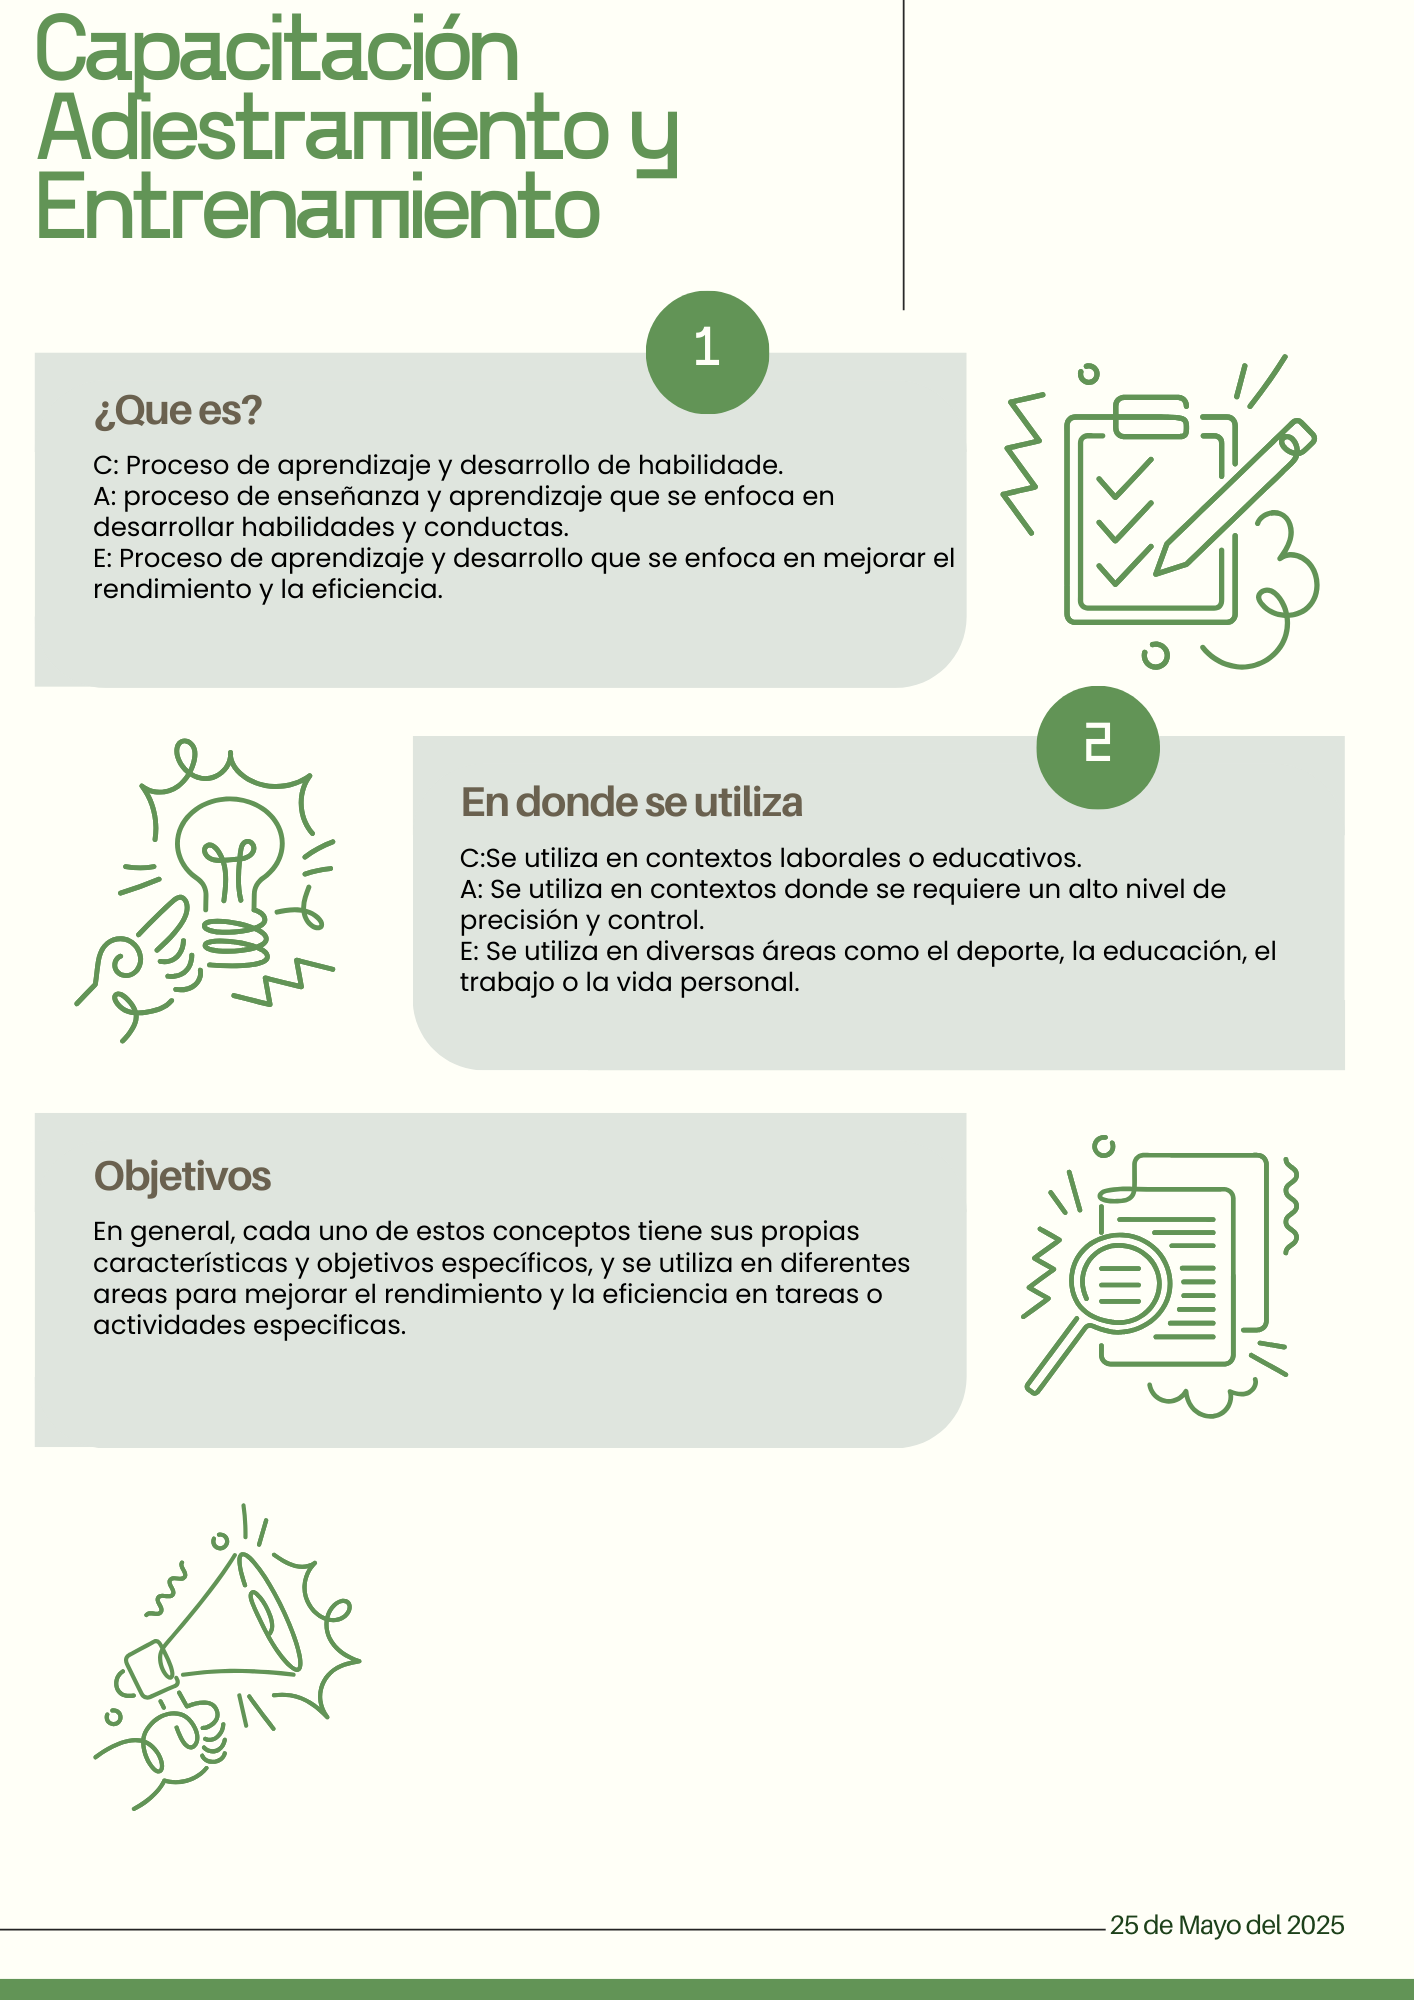 Capacitación
Adiestramiento y
Entrenamiento
1
¿Que es?
C: Proceso de aprendizaje y desarrollo de habilidade.
A: proceso de enseñanza y aprendizaje que se enfoca en
desarrollar habilidades y conductas.
E: Proceso de aprendizaje y desarrollo que se enfoca en mejorar el
rendimiento y la eficiencia.
2
En donde se utiliza
C:Se utiliza en contextos laborales o educativos.
A: Se utiliza en contextos donde se requiere un alto nivel de
precisión y control.
E: Se utiliza en diversas áreas como el deporte, la educación, el
trabajo o la vida personal.
Objetivos
En general, cada uno de estos conceptos tiene sus propias
características y objetivos específicos, y se utiliza en diferentes
areas para mejorar el rendimiento y la eficiencia en tareas o
actividades especificas.
25 de Mayo del 2025